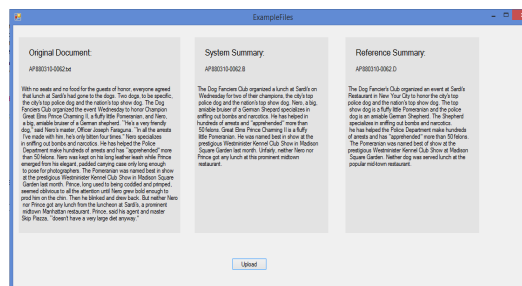 ExampleFiles
Original Document:
AP880310-0062.txt
With no seats and no food for the guests of honor, everyone agreed
that lunch at Sardi's had gone to the dogs. Two dogs, to be specific,
the city's top police dog and the nation's top show dog. The Dog
Fanciers Club organized the event Wednesday to honor Champion
Great Elms Prince Charming II, a fluffy little Pomeranian, and Nero,
a big, amiable bruiser of a German shepherd. "He's a very friendly
dog," said Nero's master, Officer Joseph Faraguna. "In all the arrests
I've made with him, he's only bitten four times." Nero specializes
in sniffing out bombs and narcotics. He has helped the Police
Department make hundreds of arrests and has "apprehended" more
than 50 felons. Nero was kept on his long leather leash while Prince
emerged from his elegant, padded carrying case only long enough
to pose for photographers. The Pomeranian was named best in show
at the prestigious Westminster Kennel Club Show at Madison Square
Garden last month. Prince, long used to being coddled and primped,
seemed oblivious to all the attention until Nero grew bold enough to
prod him on the chin. Then he blinked and drew back. But neither Nero
nor Prince got any lunch from the luncheon at Sardi's, a prominent
midtown Manhattan restaurant. Prince, said his agent and master
Skip Piazza, "doesn't have a very large diet anyway."
System Summary:
AP880310-0062.B
The Dog Fanciers Club organized a lunch at Sardi's on
Wednesday for two of their champions, the city's top
police dog and the nation's top show dog. Nero, a big,
amiable bruiser of a German Shepard specializes in
sniffing out bombs and narcotics. He has helped in
hundreds of arrests and "apprehended" more than
50 felons. Great Elms Prince Charming II is a fluffy
little Pomeranian. He was named best in show at the
prestigious Westminster Kennel Club Show in Madison
Square Garden last month. Unfairly, neither Nero nor
Prince got any lunch at this prominent midtown
restaurant.
Reference Summary:
AP880310-0062.D
The Dog Fanciers' Club organized an event at Sardi's
Restaurant in New York City to honor the city's top
police dog and the nation's top show dog. The top
show dog is a fluffy little Pomeranian and the police
dog is an amiable German Shepherd. The Shepherd
specializes in sniffing out bombs and narcotics.
he has helped the Police Department make hundreds
of arrests and has "apprehended" more than 50 felons.
The Pomeranian was named best in show at the
prestigious Westminster Kennel Club Show at Madison
Square Garden. Neither dog was served lunch at the
popular mid-town restaurant.
Upload